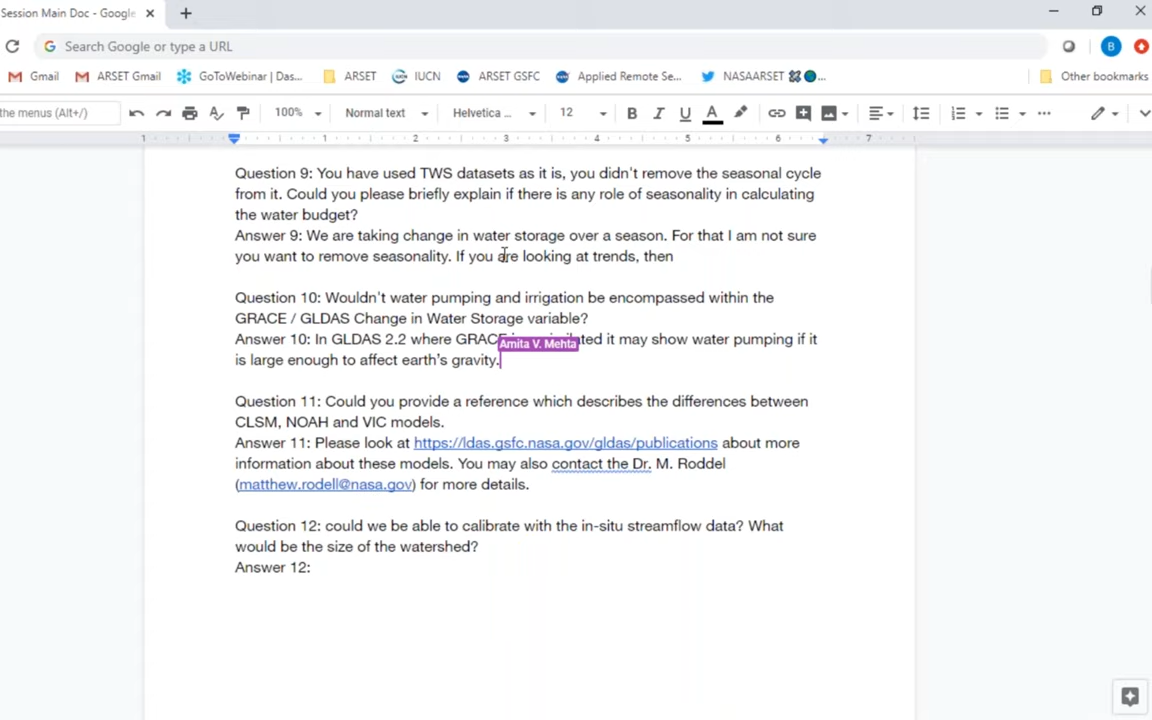 Session Main Doc - Google
Search Google or type a URL
B
Gmail
ARSET Gmail
GoToWebinar | Das...
ARSET
IUCN
ARSET GSFC
Applied Remote Se...
NASAARSET
Other bookmarks
the menus (Alt+/)
100%
Normal text
Helvetica ...
12
B I U A
1 1 2 3 4 5 6 7
Question 9: You have used TWS datasets as it is, you didn't remove the seasonal cycle
from it. Could you please briefly explain if there is any role of seasonality in calculating
the water budget?
Answer 9: We are taking change in water storage over a season. For that I am not sure
you want to remove seasonality. If you are looking at trends, then
Question 10: Wouldn't water pumping and irrigation be encompassed within the
GRACE / GLDAS Change in Water Storage variable?
Answer 10: In GLDAS 2.2 where GRACE it may show water pumping if it
Amita V. Mehta
is large enough to affect earth's gravity.
Question 11: Could you provide a reference which describes the differences between
CLSM, NOAH and VIC models.
Answer 11: Please look at https://ldas.gsfc.nasa.gov/gldas/publications about more
information about these models. You may also contact the Dr. M. Roddel
(matthew.rodell@nasa.gov) for more details.
Question 12: could we be able to calibrate with the in-situ streamflow data? What
would be the size of the watershed?
Answer 12: